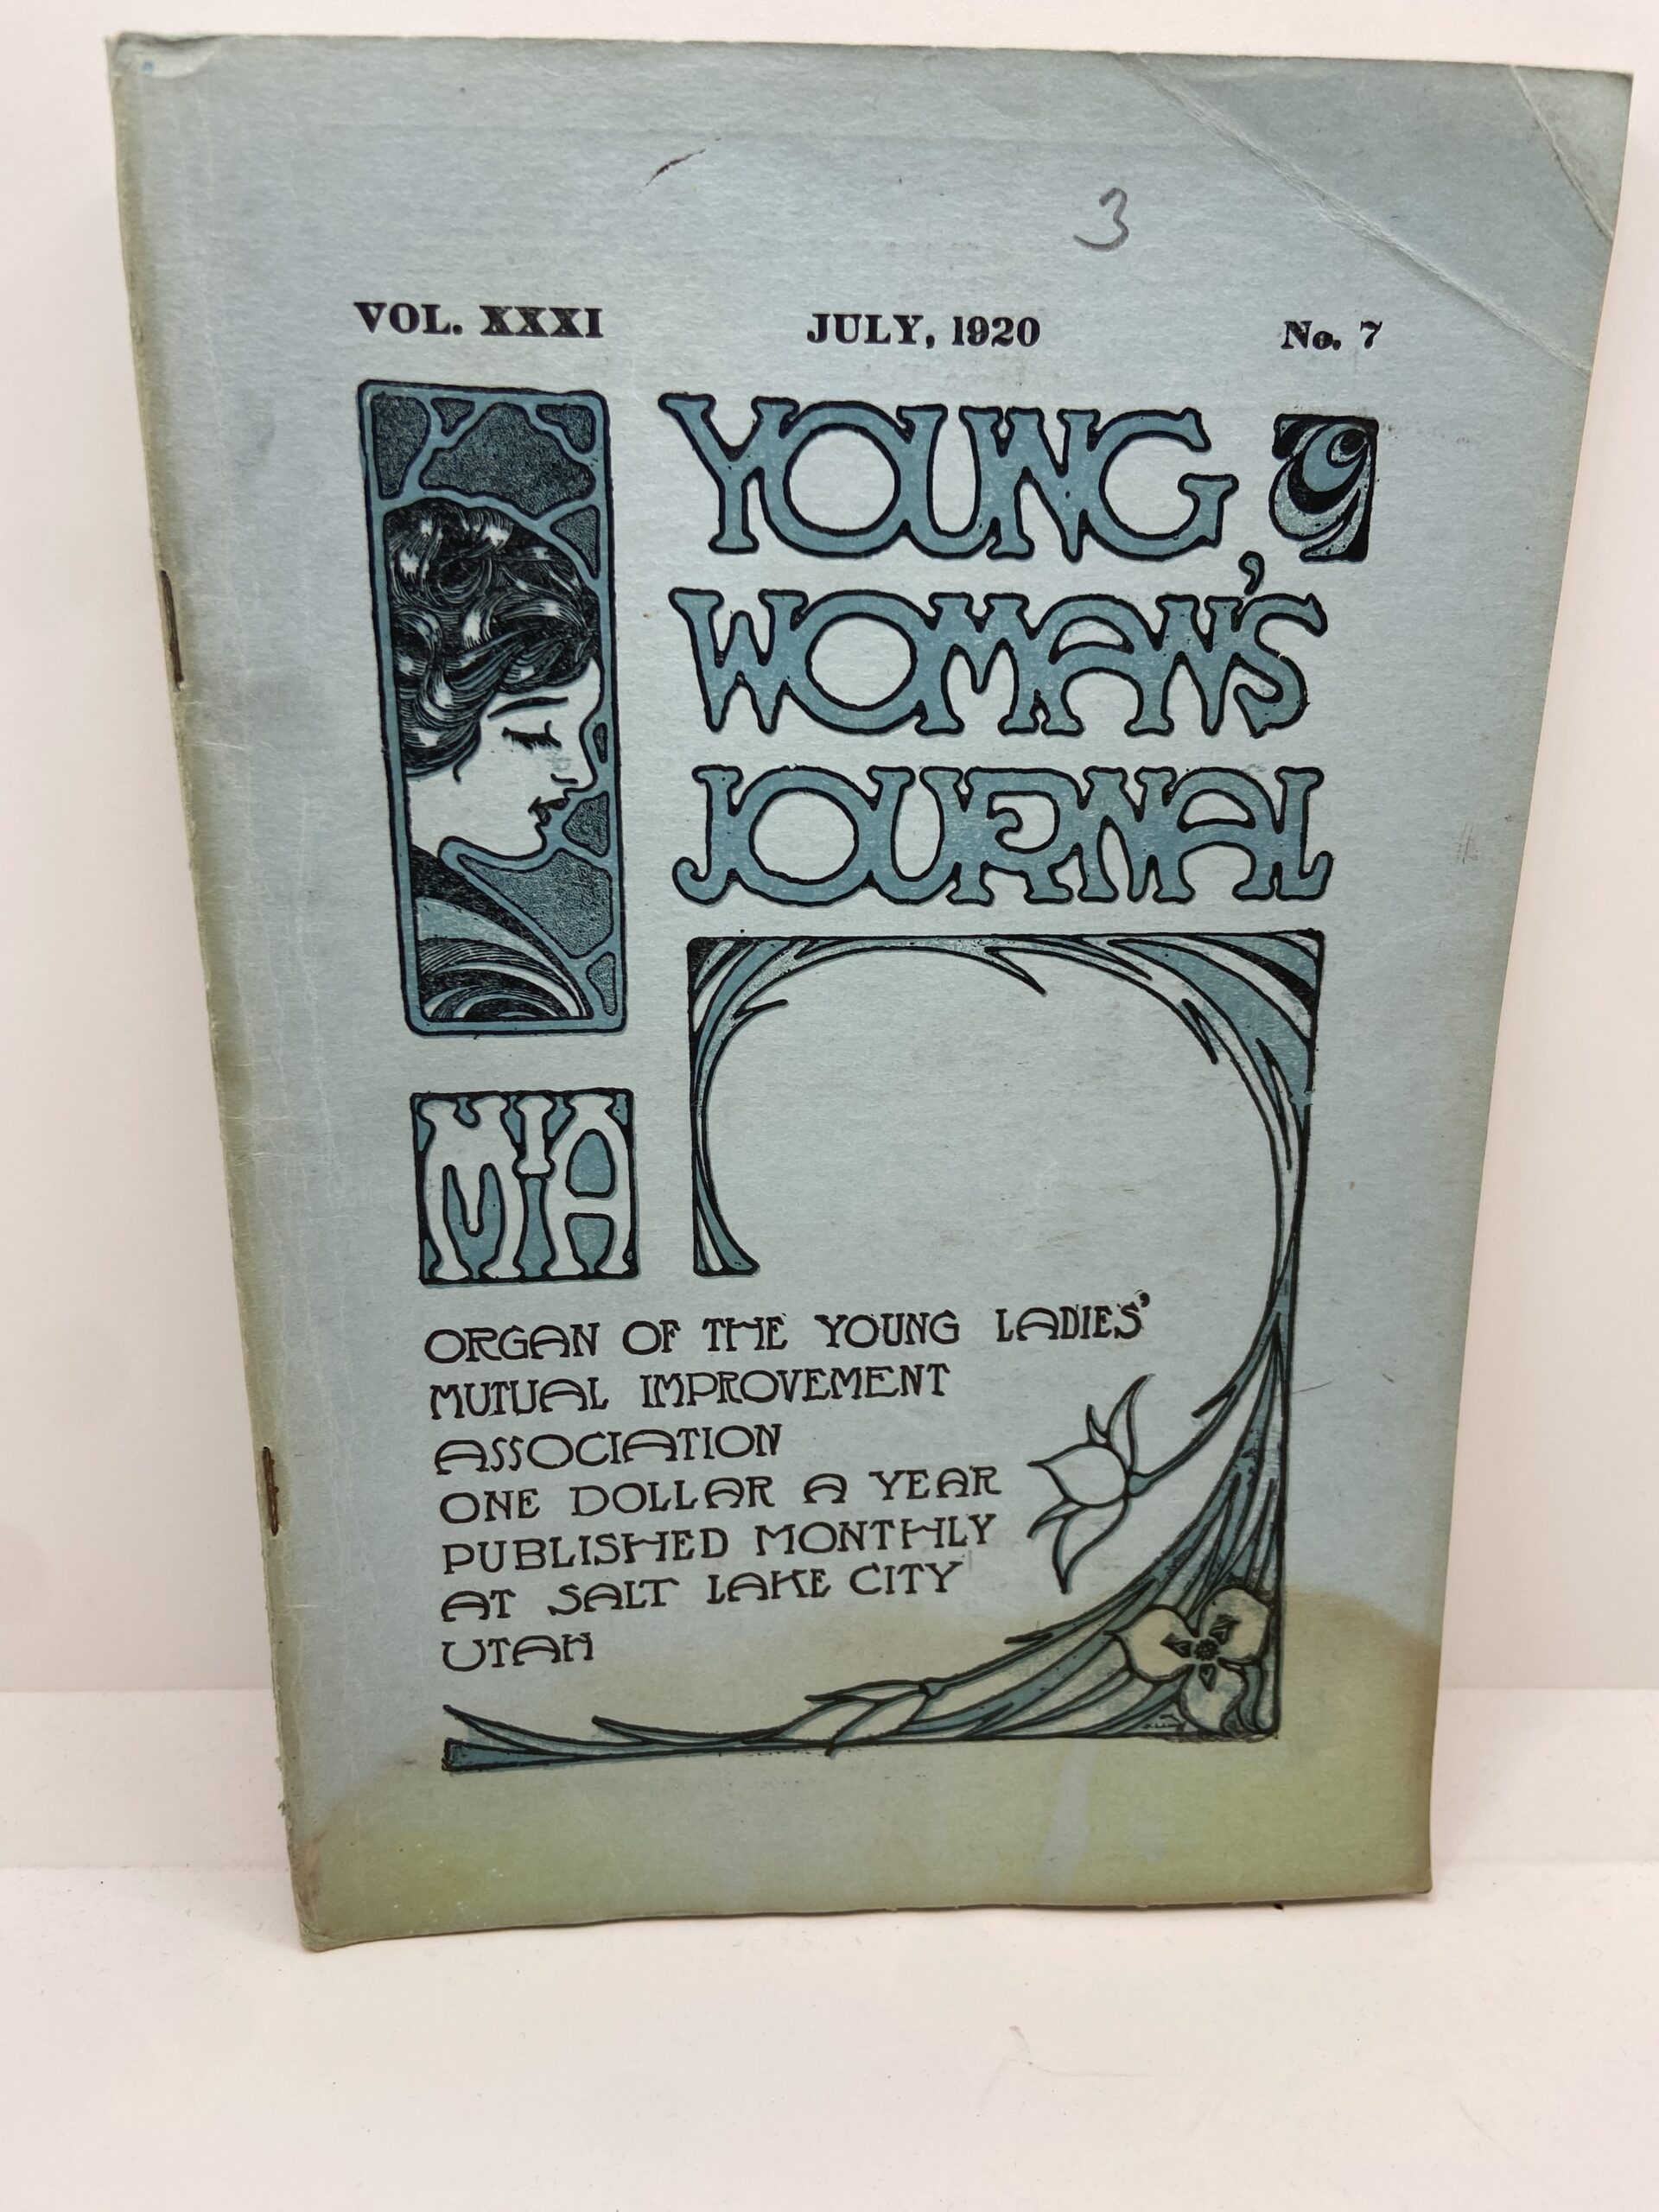 3
VOL. XXXI JULY, 1920 No. 7
YOUNG
WOMAN'S
JOURNAL
MIA
ORGAN OF THE YOUNG LADIES'
MUTUAL IMPROVEMENT
ASSOCIATION
ONE DOLLAR A YEAR
PUBLISHED MONTHLY
AT SALT LAKE CITY
UTAH